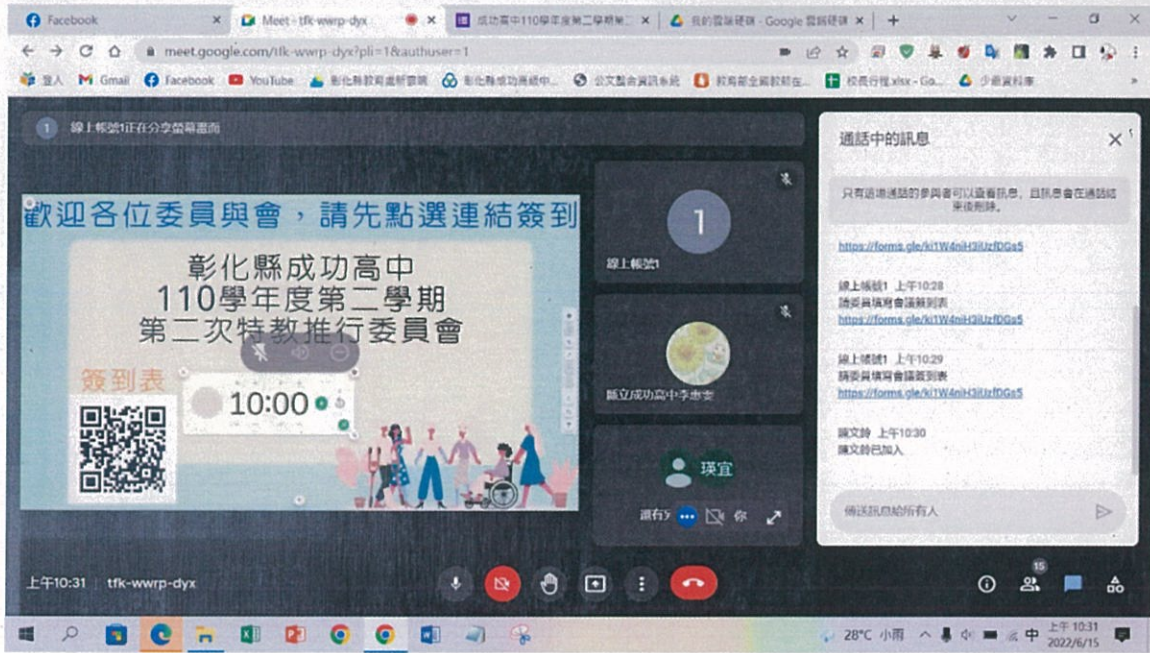 Facebook
Meet - tfk-wwrp-dyx
成功高中110學年度第二學期第二
我的雲端硬碟 - Google 雲端硬碟
meet.google.com/tfk-wwrp-dyx?pli=1&authuser=1
登入
Gmail
Facebook
YouTube
彰化縣教育處新雲端
彰化縣成功高級中...
公文整合資訊系統
教育部全國教師在...
校長行程.xlsx - Go...
1
線上帳號1正在分享螢幕畫面
歡迎各位委員與會，請先點選連結簽到
彰化縣成功高中
110學年度第二學期
第二次特教推行委員會
簽到表
10:00
1
線上帳號1
瑛宜
還有
你
通話中的訊息
只有這場通話的參與者可以查看訊息，且訊息會在通話結
束後刪除。
https://forms.gle/ki1W4niH3iUzfDGs5
線上帳號1 上午10:28
請委員填寫會議簽到表
https://forms.gle/ki1W4niH3iUzfDGs5
線上帳號1 上午10:29
請委員填寫會議簽到表
https://forms.gle/ki1W4niH3iUzfDGs5
陳文銓 上午10:30
陳文銓已加入
傳送訊息給所有人
上午10:31 | tfk-wwrp-dyx
15
28°C 小雨
中
上午 10:31
2022/6/15